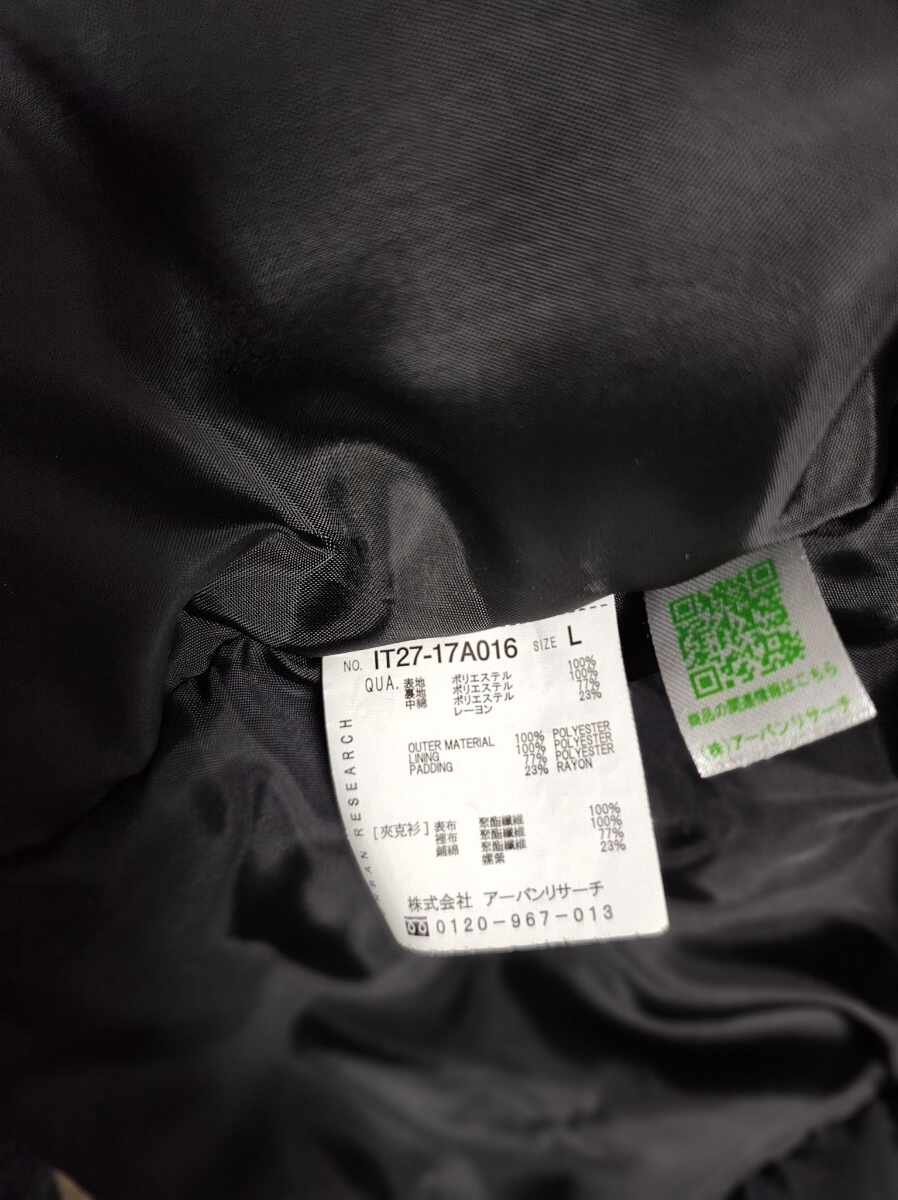 NO. IT27-17A016 SIZE L
QUA. 表地 ポリエステル 100%
裏地 ポリエステル 100%
中綿 ポリエステル 77%
レーヨン 23%
OUTER MATERIAL 100% POLYESTER
LINING 100% POLYESTER
PADDING 77% POLYESTER
23% RAYON
[夾克衫] 表布 聚酯纖維 100%
裡布 聚酯纖維 100%
鋪綿 聚酯纖維 77%
嫘縈 23%
株式会社 アーバンリサーチ
0120-967-013
BAN RESEARCH
商品の関連情報はこちら
(株)アーバンリサーチ